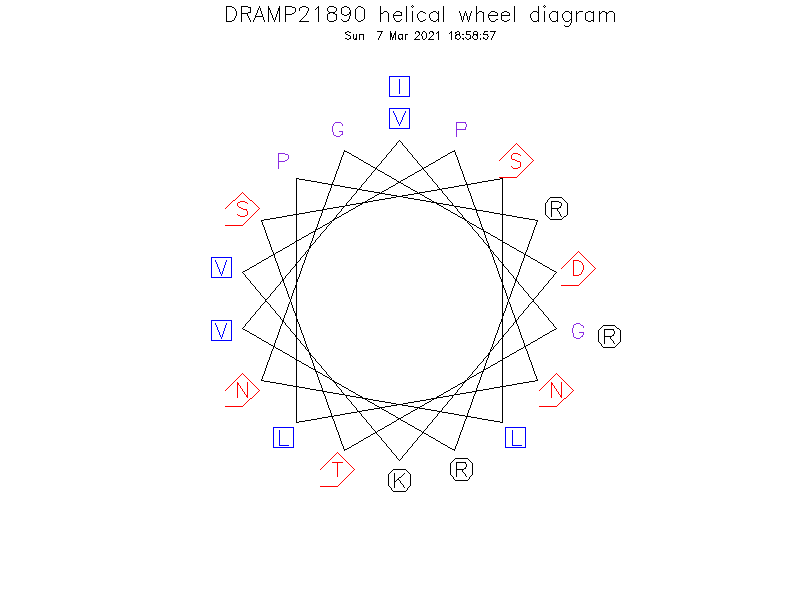 DRAMP21890 helical wheel diagram
Sun 7 Mar 2021 18:58:57
I
V
G P
P S
S R
V D
V G R
N N
L L
T R
K